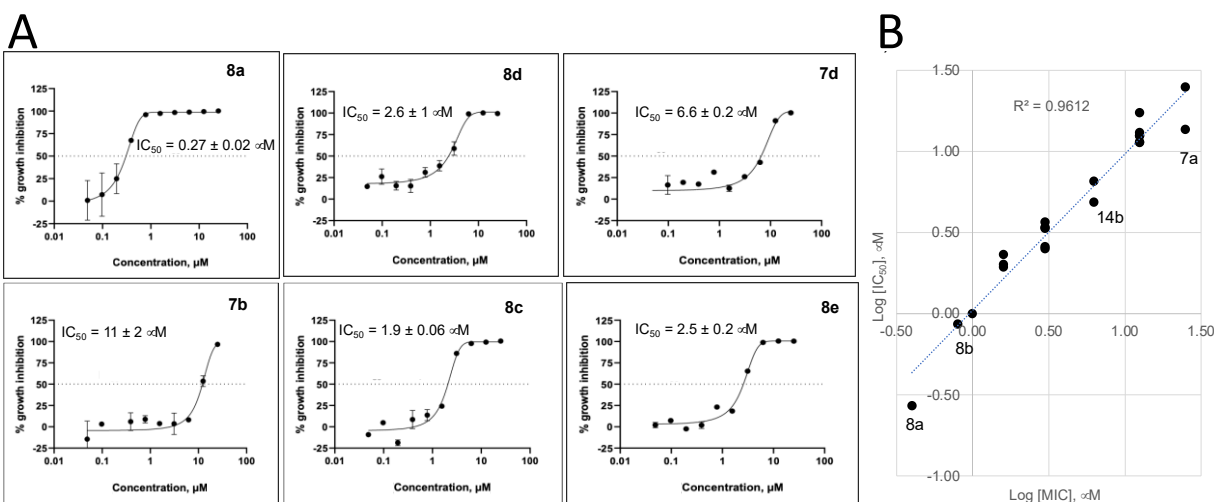 A
8a
% growth inhibition
125
100
75
50
25
0
-25
IC50 = 0.27 ± 0.02 ∝M
0.01 0.1 1 10 100
Concentration, µM
8d
% growth inhibition
125
100
75
50
25
0
-25
IC50 = 2.6 ± 1 ∝M
0.01 0.1 1 10 100
Concentration, µM
7d
% growth inhibition
125
100
75
50
25
0
-25
IC50 = 6.6 ± 0.2 ∝M
0.01 0.1 1 10 100
Concentration, µM
7b
% growth inhibition
125
100
75
50
25
0
-25
IC50 = 11 ± 2 ∝M
0.01 0.1 1 10 100
Concentration, µM
8c
% growth inhibition
125
100
75
50
25
0
-25
IC50 = 1.9 ± 0.06 ∝M
0.01 0.1 1 10 100
Concentration, µM
8e
% growth inhibition
125
100
75
50
25
0
-25
IC50 = 2.5 ± 0.2 ∝M
0.01 0.1 1 10 100
Concentration, µM
B
Log [IC50], ∝M
1.50
1.00
0.50
0.00
-0.50
-1.00
R² = 0.9612
7a
14b
8b
8a
-0.50 0.00 0.50 1.00 1.50
Log [MIC], ∝M